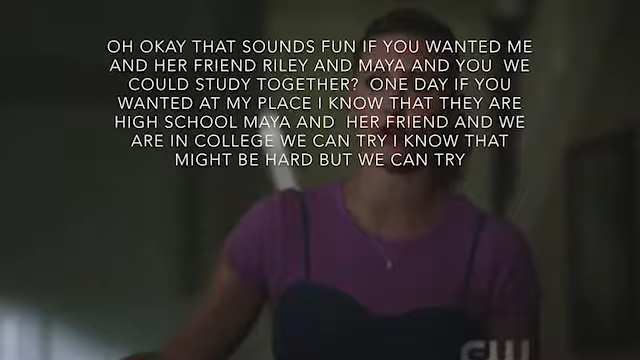 OH OKAY THAT SOUNDS FUN IF YOU WANTED ME
AND HER FRIEND RILEY AND MAYA AND YOU WE
COULD STUDY TOGETHER? ONE DAY IF YOU
WANTED AT MY PLACE I KNOW THAT THEY ARE
HIGH SCHOOL MAYA AND HER FRIEND AND WE
ARE IN COLLEGE WE CAN TRY I KNOW THAT
MIGHT BE HARD BUT WE CAN TRY
CW